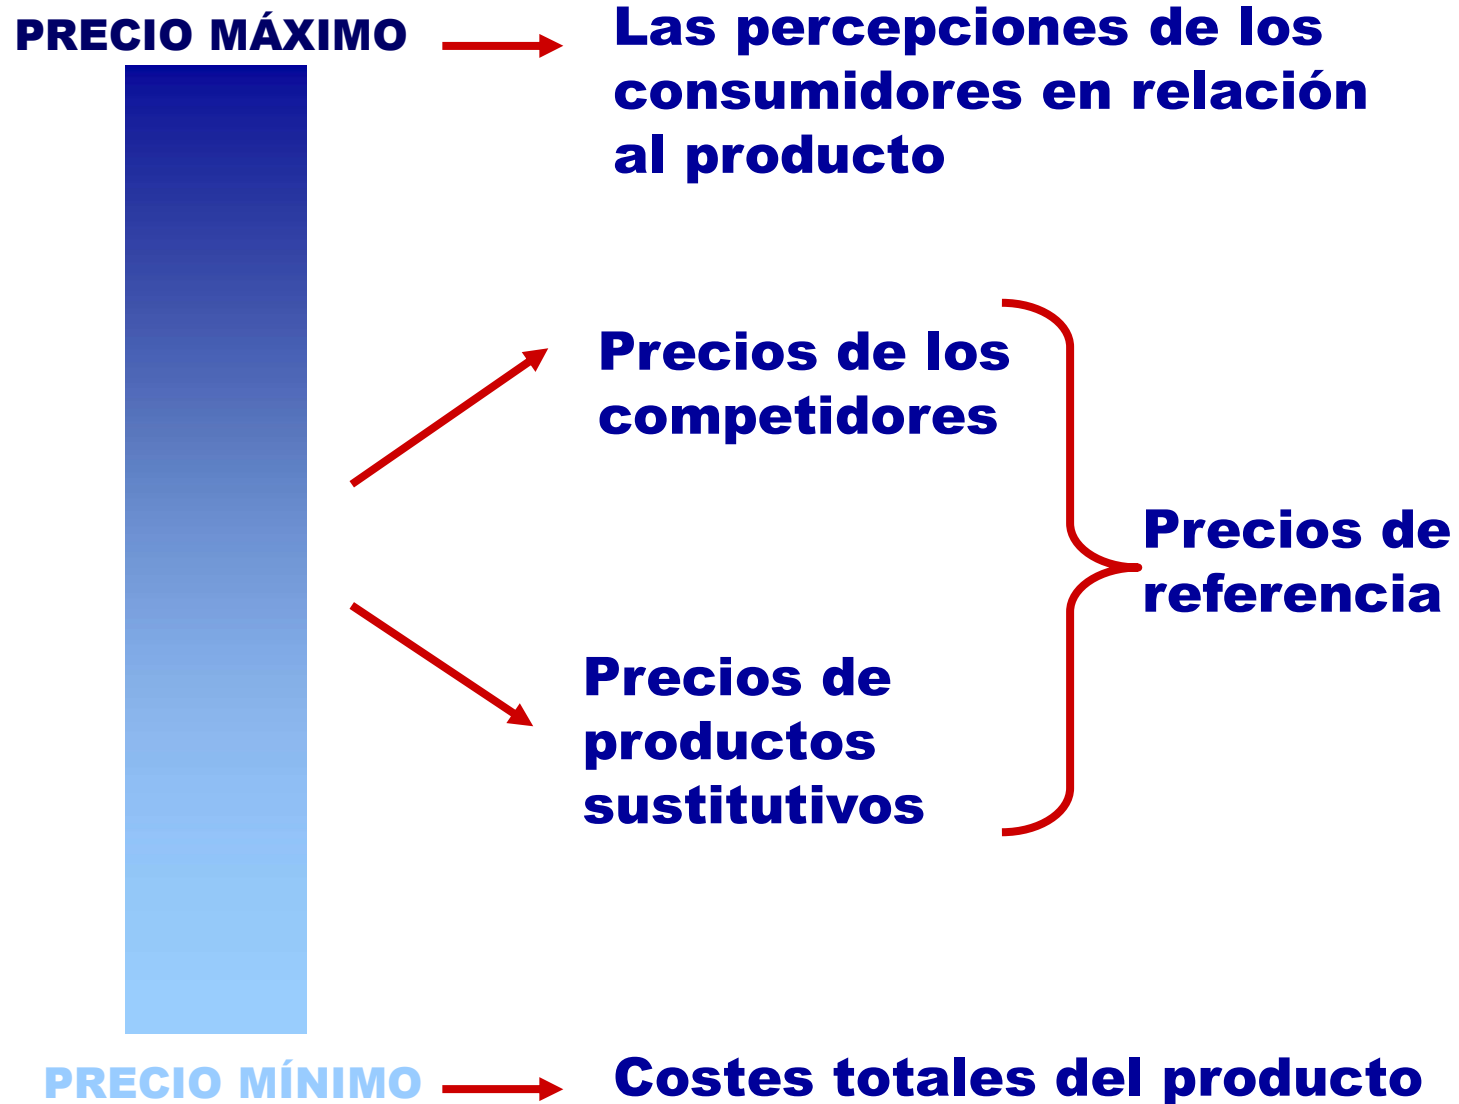 PRECIO MÁXIMO
Las percepciones de los
consumidores en relación
al producto
Precios de los
competidores
Precios de
referencia
Precios de
productos
sustitutivos
PRECIO MÍNIMO
Costes totales del producto